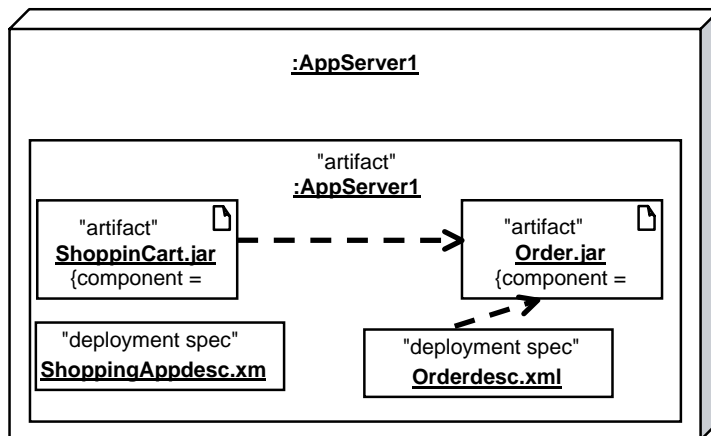 :AppServer1
"artifact"
:AppServer1
"artifact"
ShoppinCart.jar
{component =
"artifact"
Order.jar
{component =
"deployment spec"
ShoppingAppdesc.xm
"deployment spec"
Orderdesc.xml